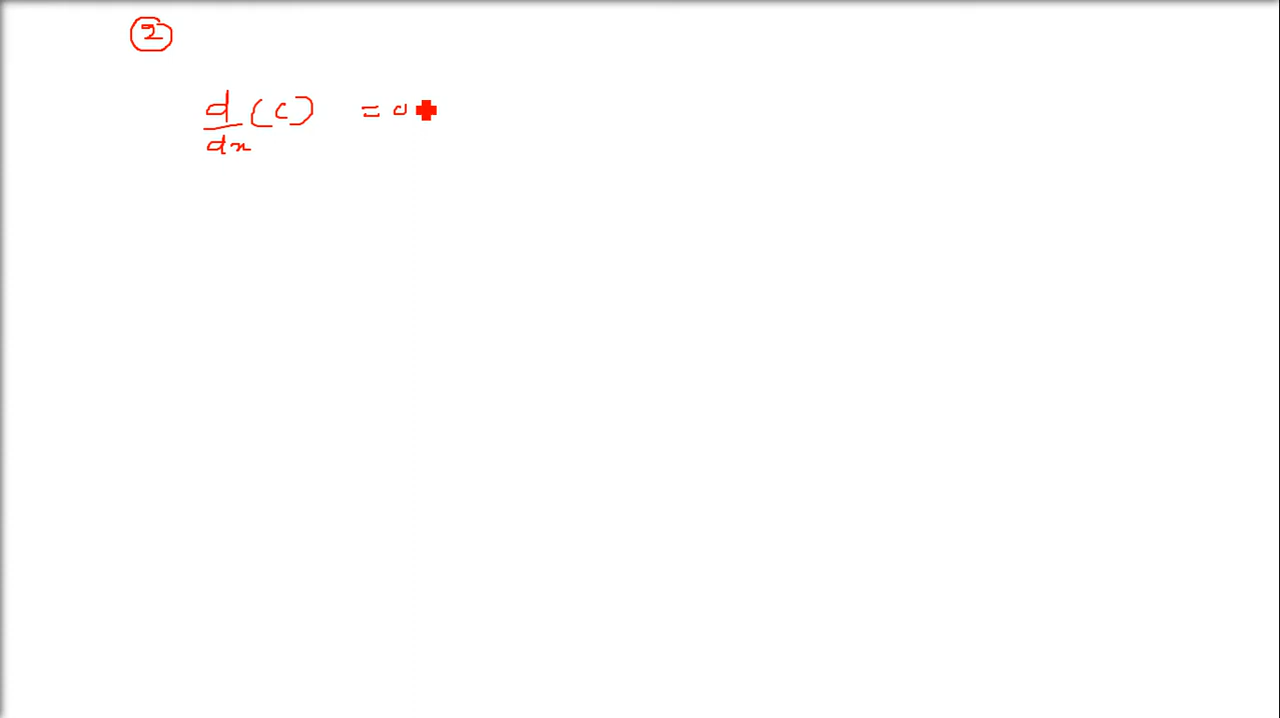 ②
d/dx (c) = 0